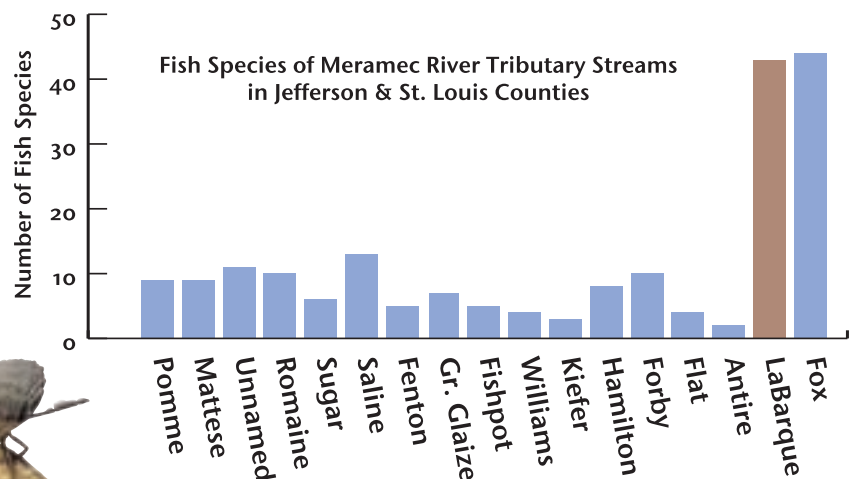 Fish Species of Meramec River Tributary Streams
in Jefferson & St. Louis Counties
Number of Fish Species
50
40
30
20
10
0
Pomme
Mattese
Unnamed
Romaine
Sugar
Saline
Fenton
Gr. Glaize
Fishpot
Williams
Kiefer
Hamilton
Forby
Flat
Antire
LaBarque
Fox